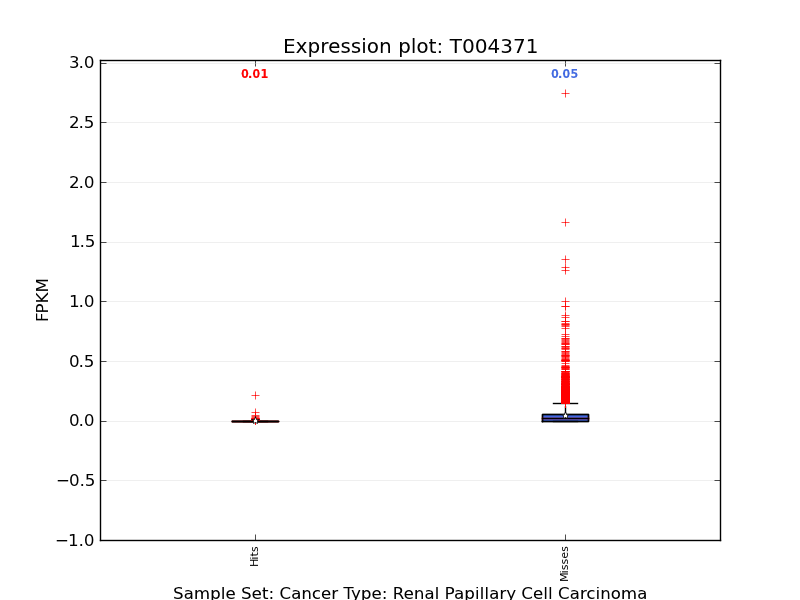 Expression plot: T004371
0.01
0.05
3.0
2.5
2.0
1.5
1.0
0.5
0.0
−0.5
−1.0
FPKM
Hits
Misses
Sample Set: Cancer Type: Renal Papillary Cell Carcinoma